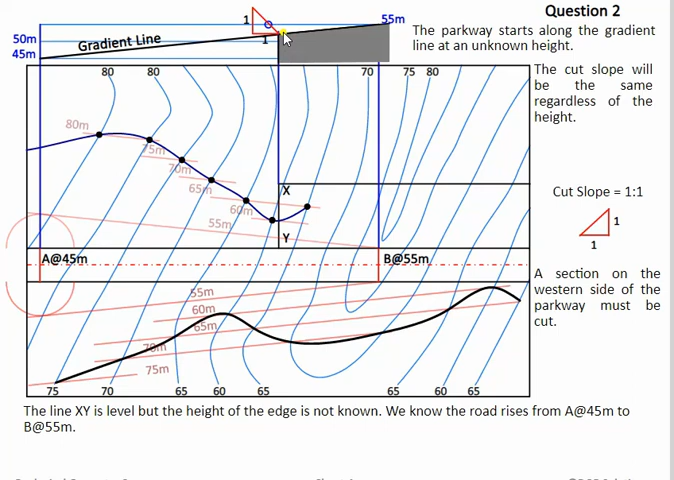 Question 2
The parkway starts along the gradient
line at an unknown height.
The cut slope will
be the same
regardless of the
height.
Cut Slope = 1:1
1
1
A section on the
western side of the
parkway must be
cut.
1
1
55m
50m
45m
Gradient Line
80
80
70
75
80
80m
75m
70m
65m
60m
55m
X
Y
A@45m
B@55m
55m
60m
65m
70m
75m
75
70
65
60
65
65
60
65
The line XY is level but the height of the edge is not known. We know the road rises from A@45m to
B@55m.